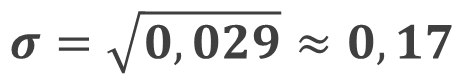 σ = √0,029 ≈ 0,17